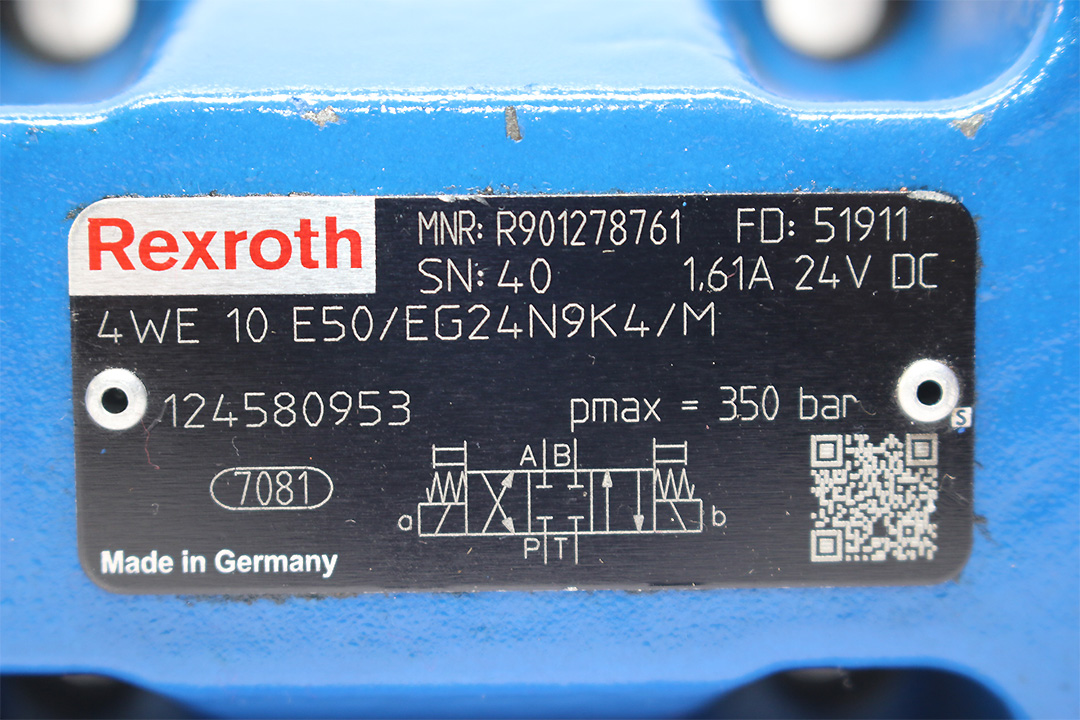 Rexroth
MNR: R901278761 FD: 51911
SN: 40 1.61A 24V DC
4WE 10 E50/EG24N9K4/M
124580953 pmax = 350 bar
S
7081
A B
a b
P T
Made in Germany